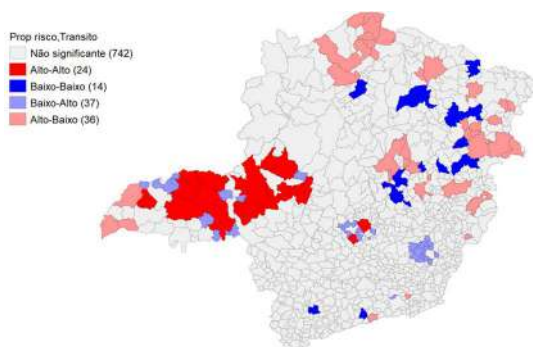 Prop risco,Transito
Não significante (742)
Alto-Alto (24)
Baixo-Baixo (14)
Baixo-Alto (37)
Alto-Baixo (36)